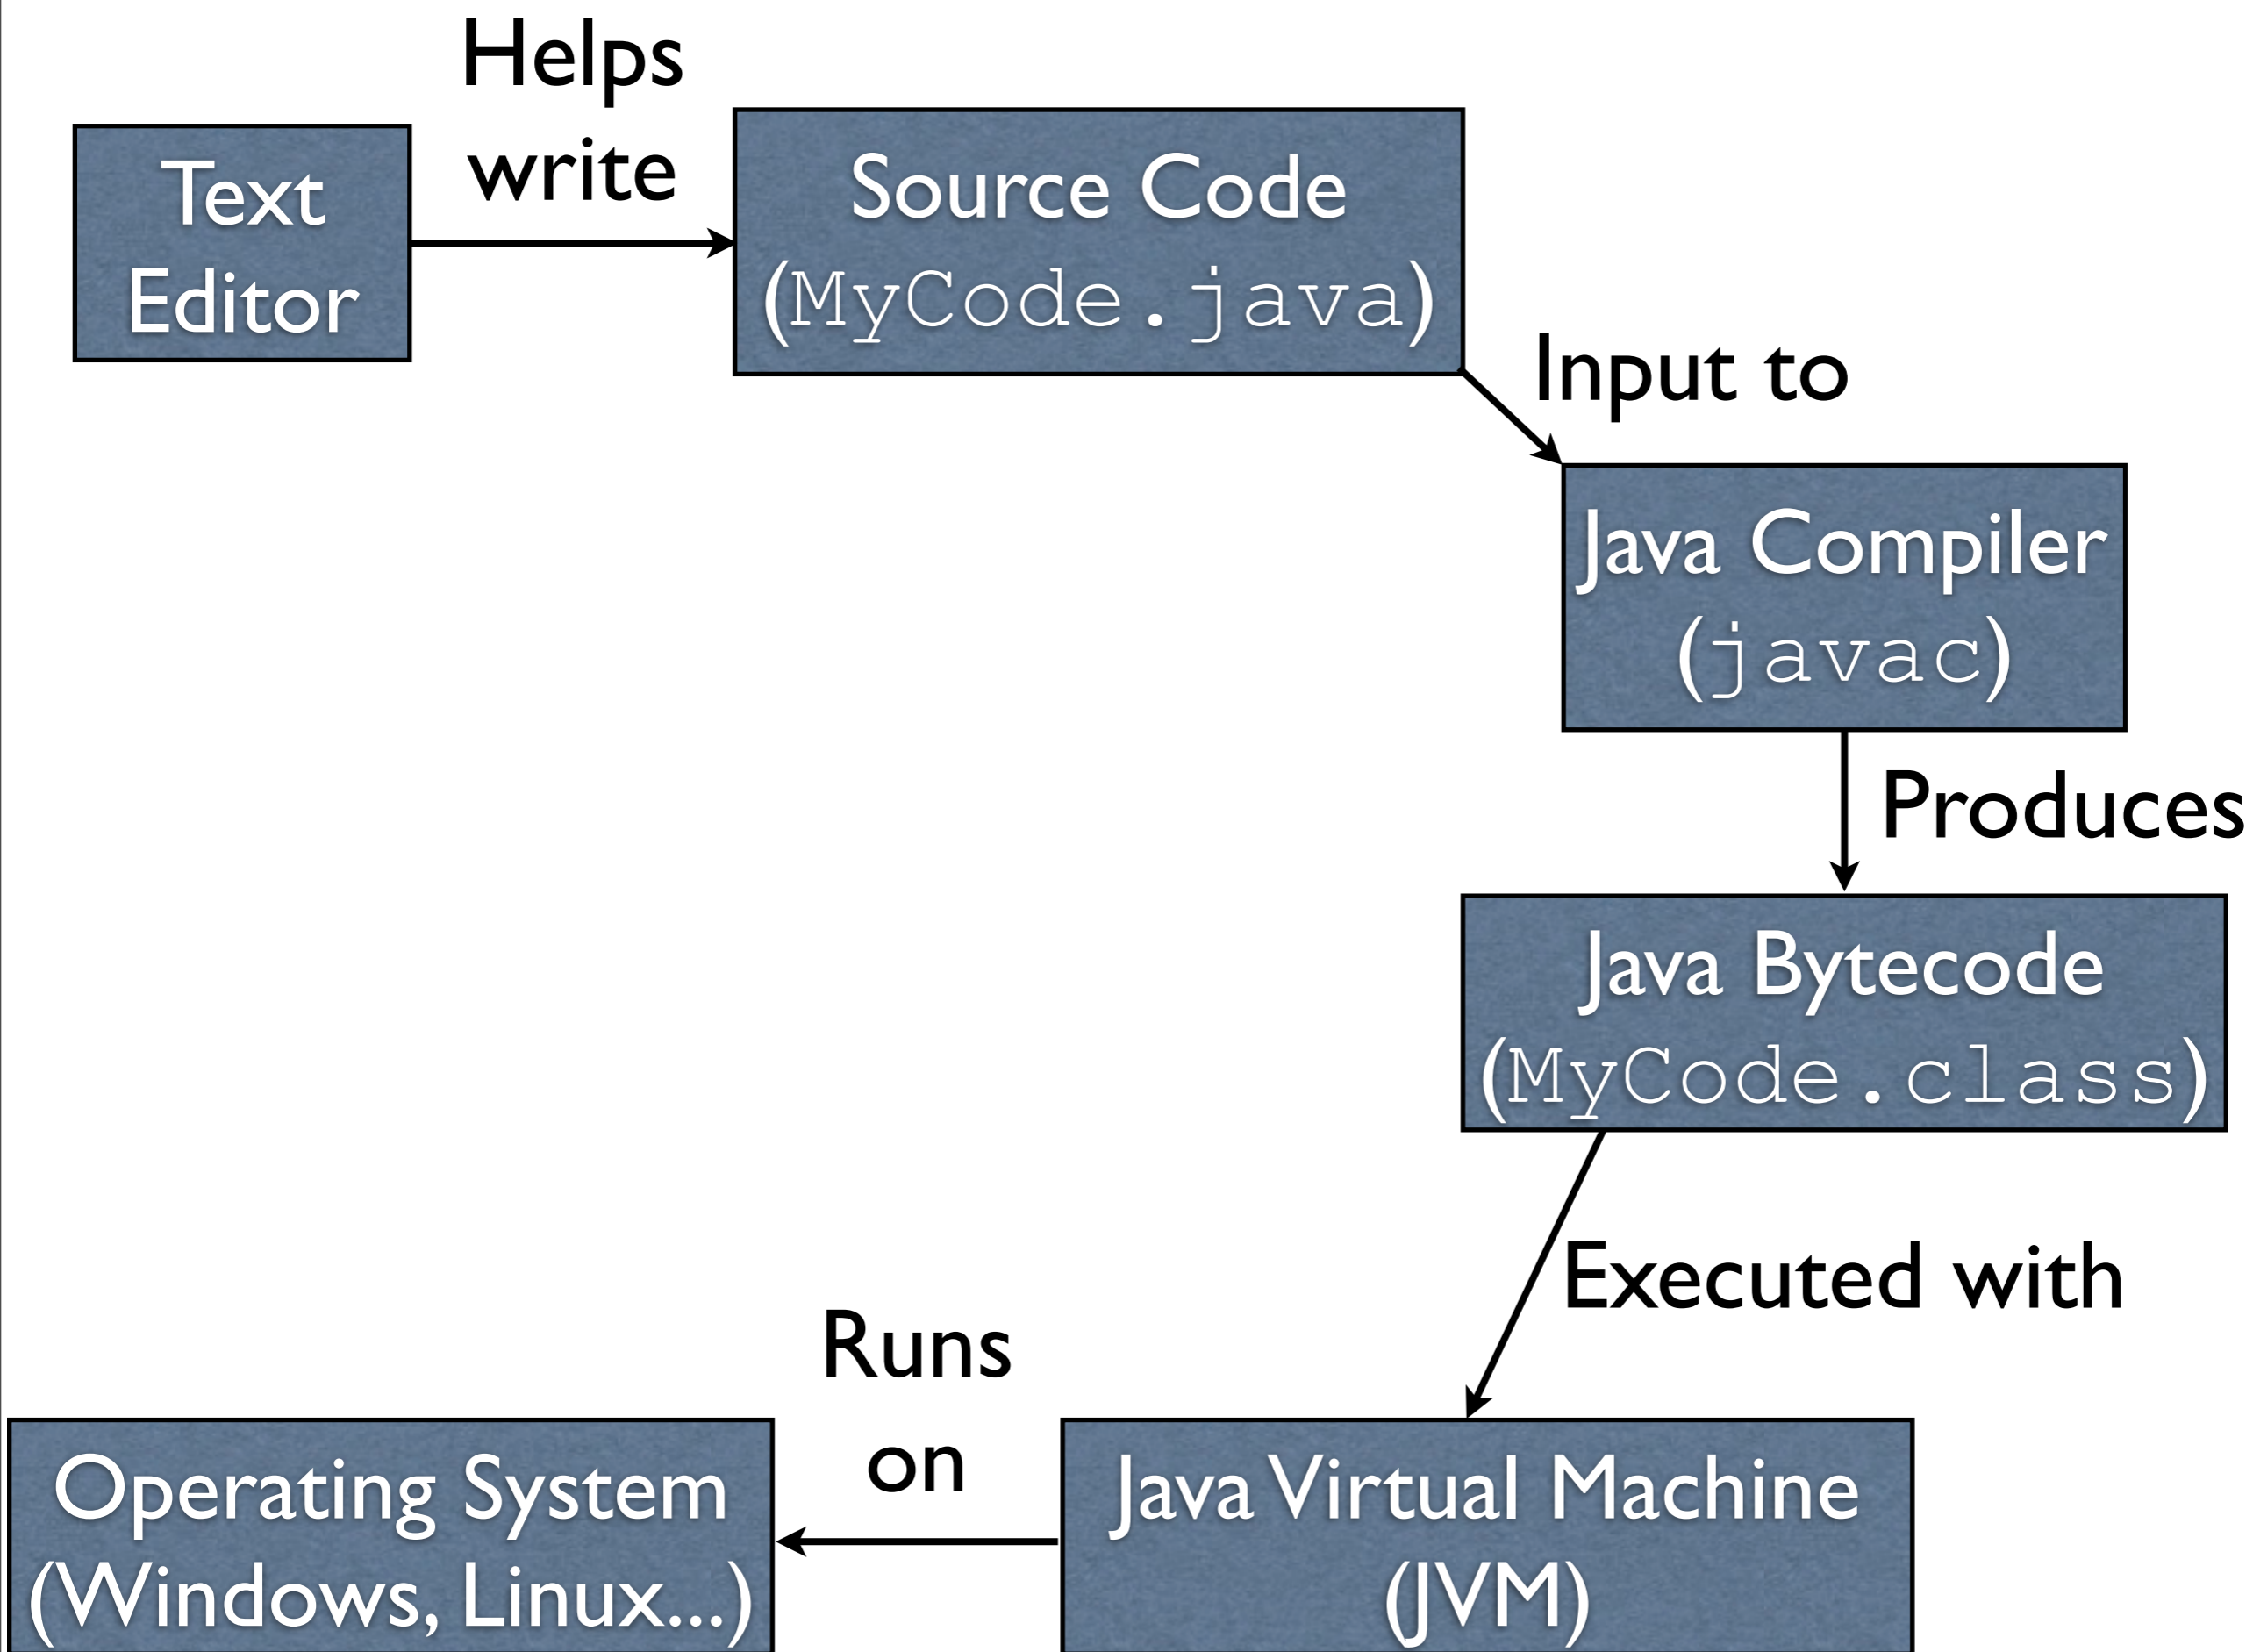 Helps
write
Text
Editor
Source Code
(MyCode.java)
Input to
Java Compiler
(javac)
Produces
Java Bytecode
(MyCode.class)
Executed with
Runs
on
Operating System
(Windows, Linux...)
Java Virtual Machine
(JVM)